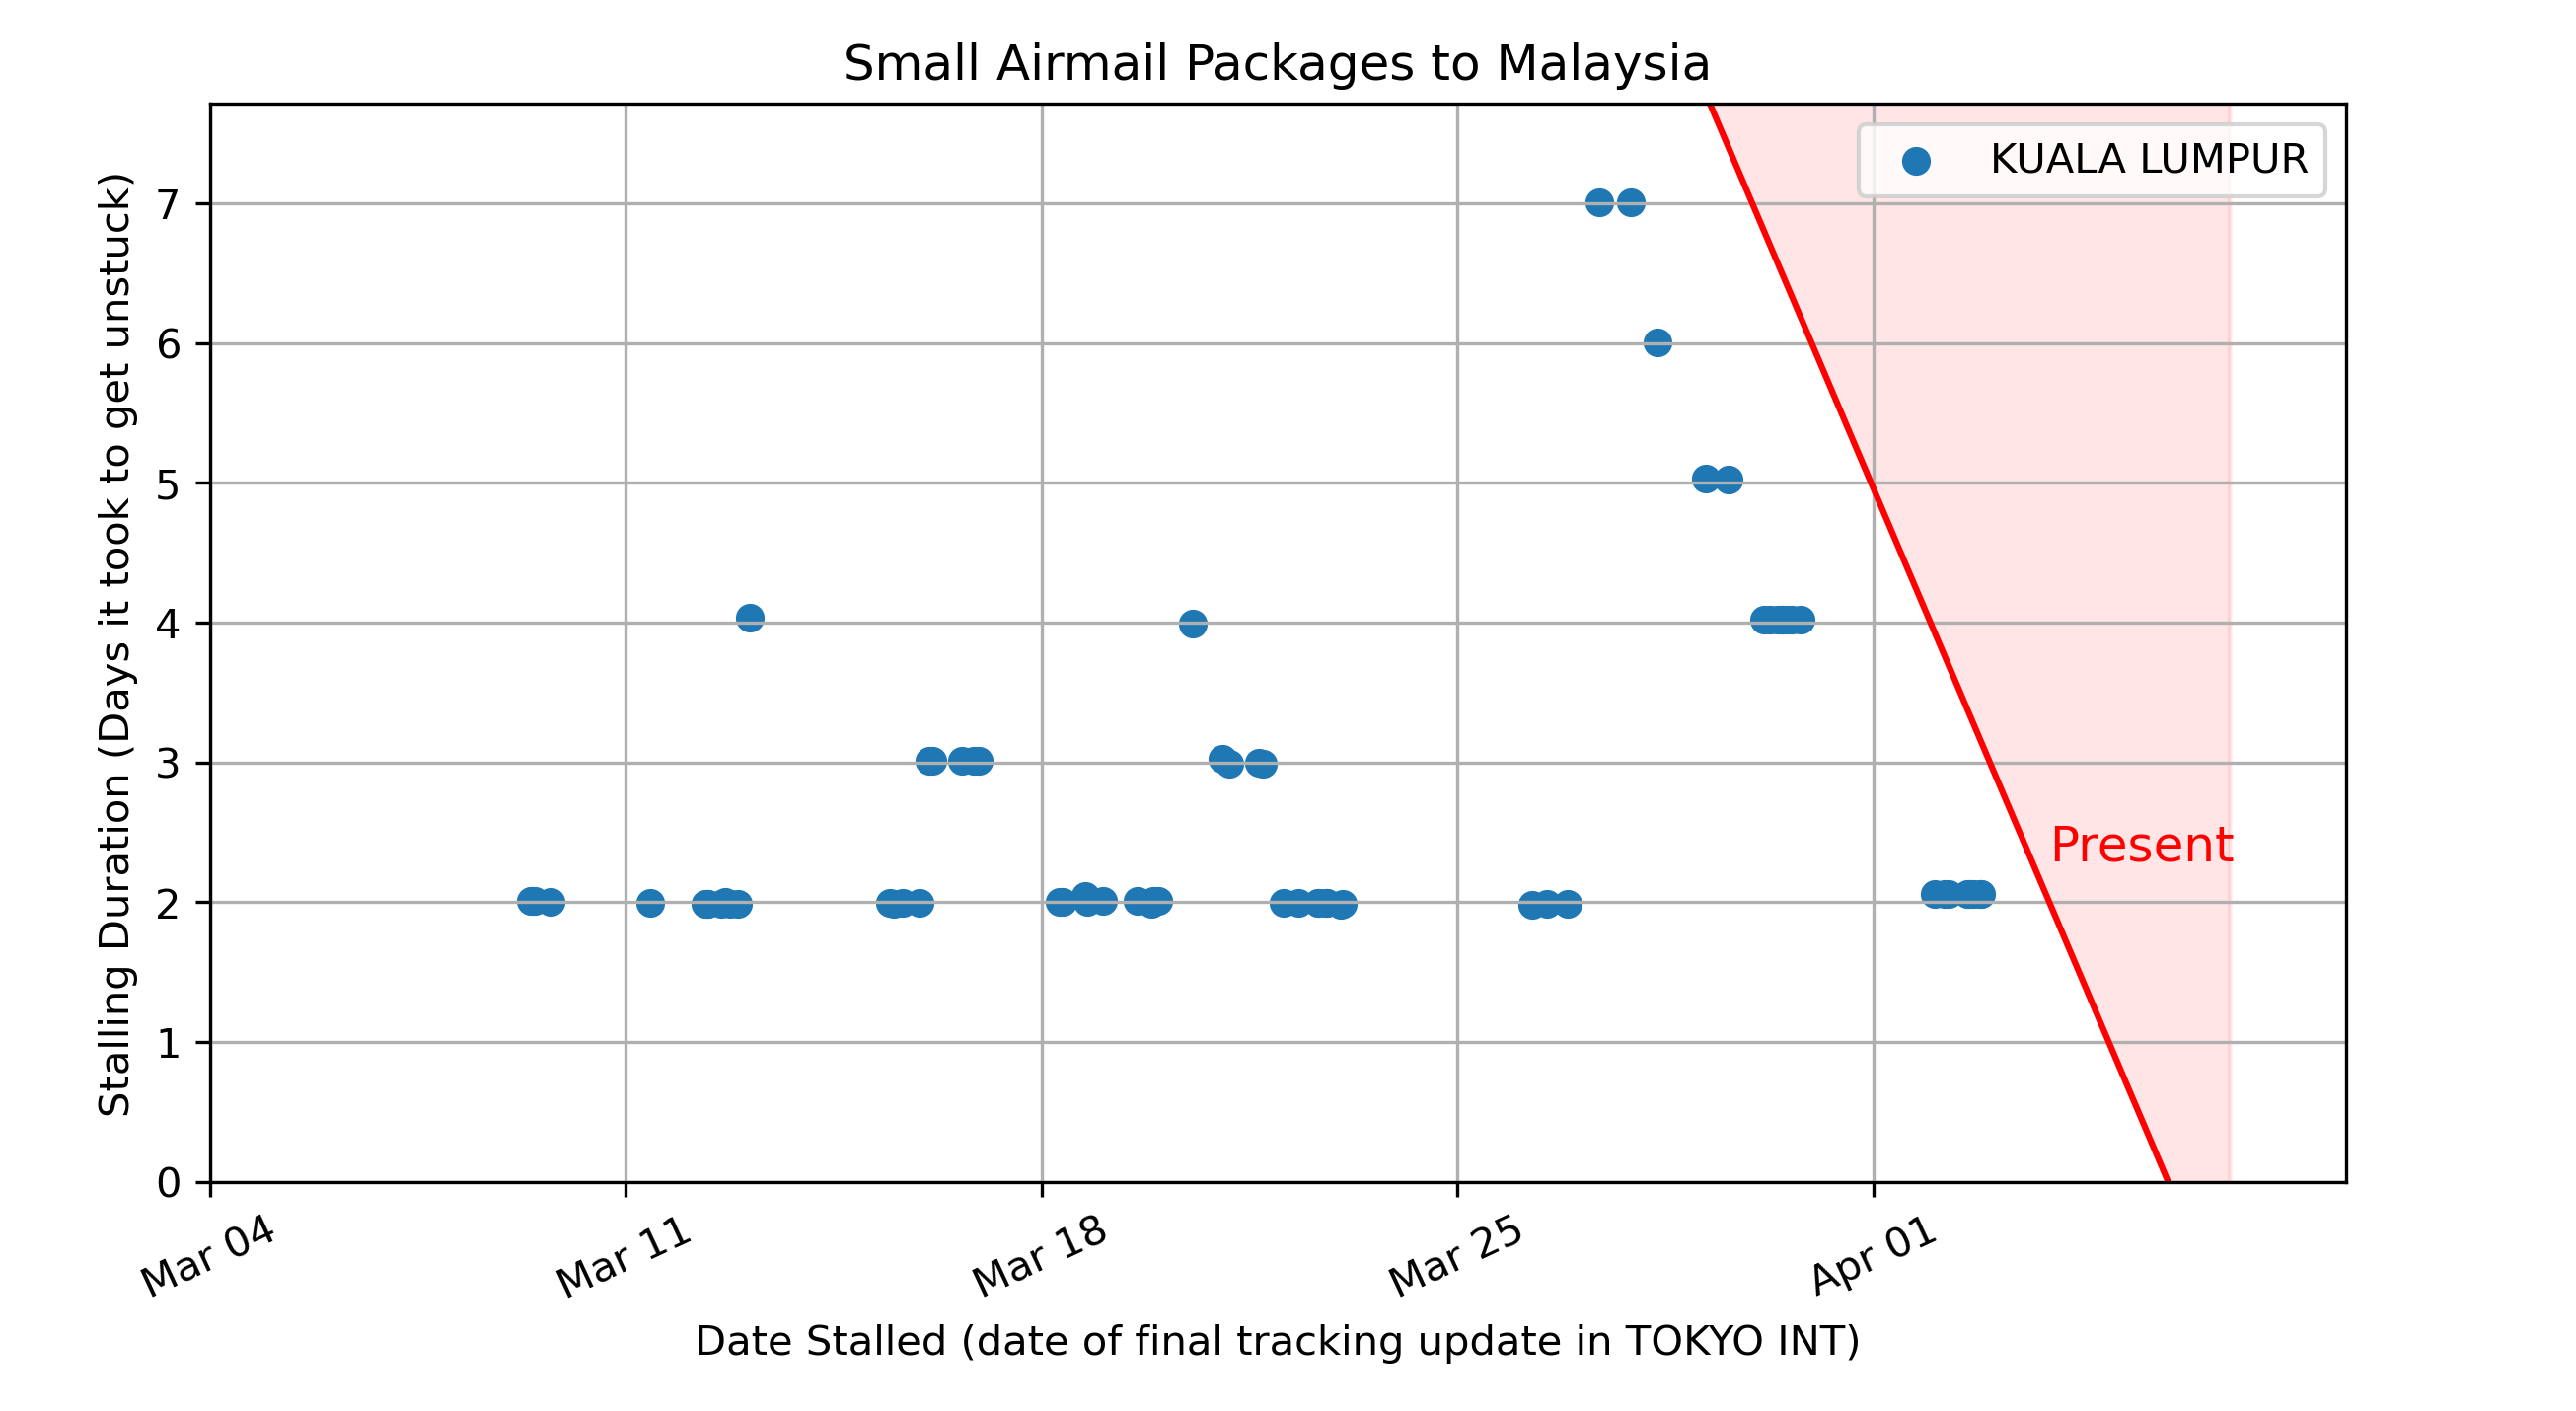 Small Airmail Packages to Malaysia
KUALA LUMPUR
Stalling Duration (Days it took to get unstuck)
7
6
5
4
3
2
1
0
Present
Mar 04
Mar 11
Mar 18
Mar 25
Apr 01
Date Stalled (date of final tracking update in TOKYO INT)